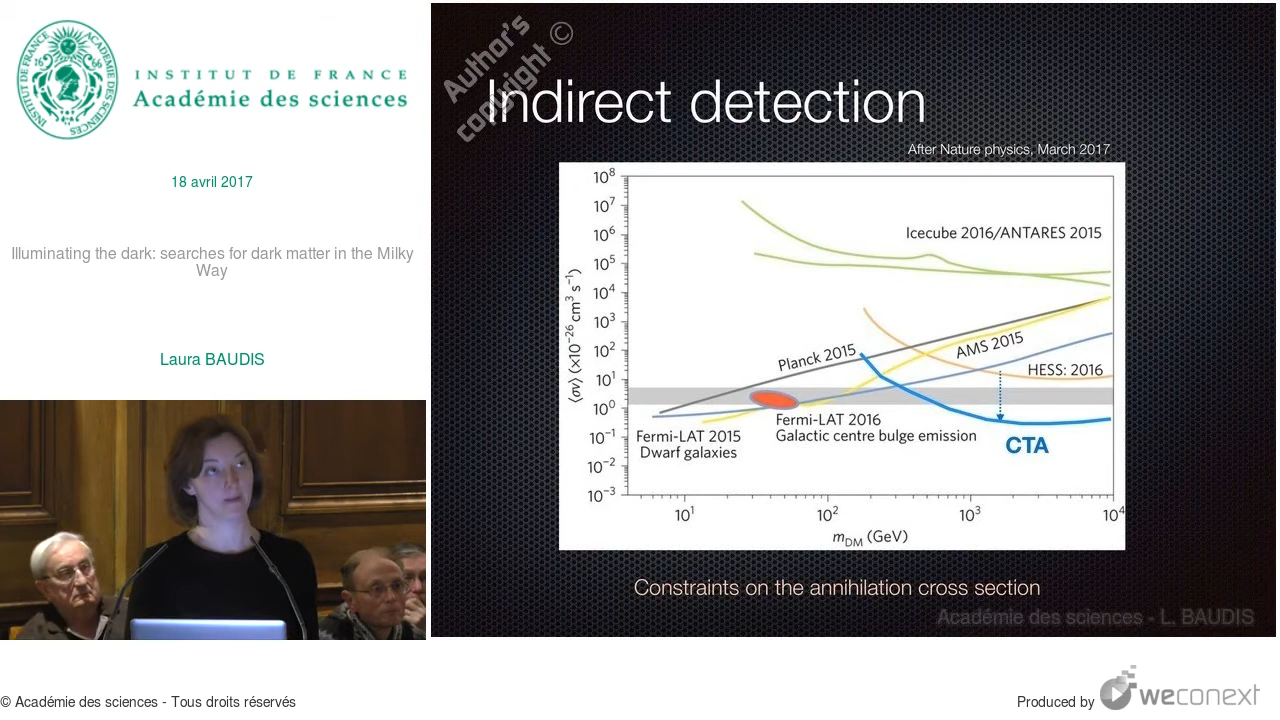 INSTITUT DE FRANCE
Académie des sciences
18 avril 2017
Illuminating the dark: searches for dark matter in the Milky
Way
Laura BAUDIS
Author's
copyright ©
Indirect detection
After Nature physics, March 2017
10^8
10^7
10^6
10^5
10^4
10^3
10^2
10^1
10^0
10^−1
10^−2
10^−3
⟨σv⟩ (×10^−26 cm^3 s^−1)
Icecube 2016/ANTARES 2015
Planck 2015
AMS 2015
HESS: 2016
Fermi-LAT 2016
Galactic centre bulge emission
Fermi-LAT 2015
Dwarf galaxies
CTA
10^1
10^2
10^3
10^4
m_DM (GeV)
Constraints on the annihilation cross section
Académie des sciences - L. BAUDIS
© Académie des sciences - Tous droits réservés
Produced by weconext